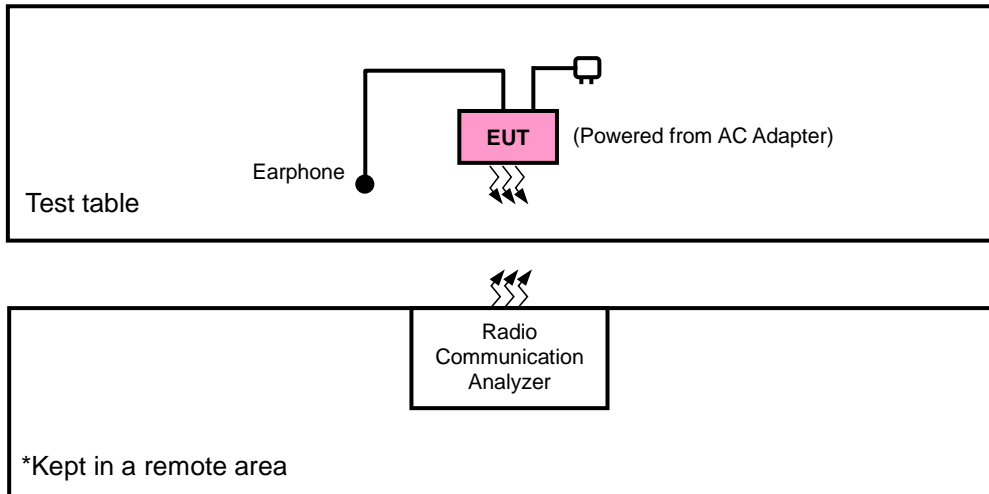 EUT
(Powered from AC Adapter)
Earphone
Test table
Radio
Communication
Analyzer
*Kept in a remote area